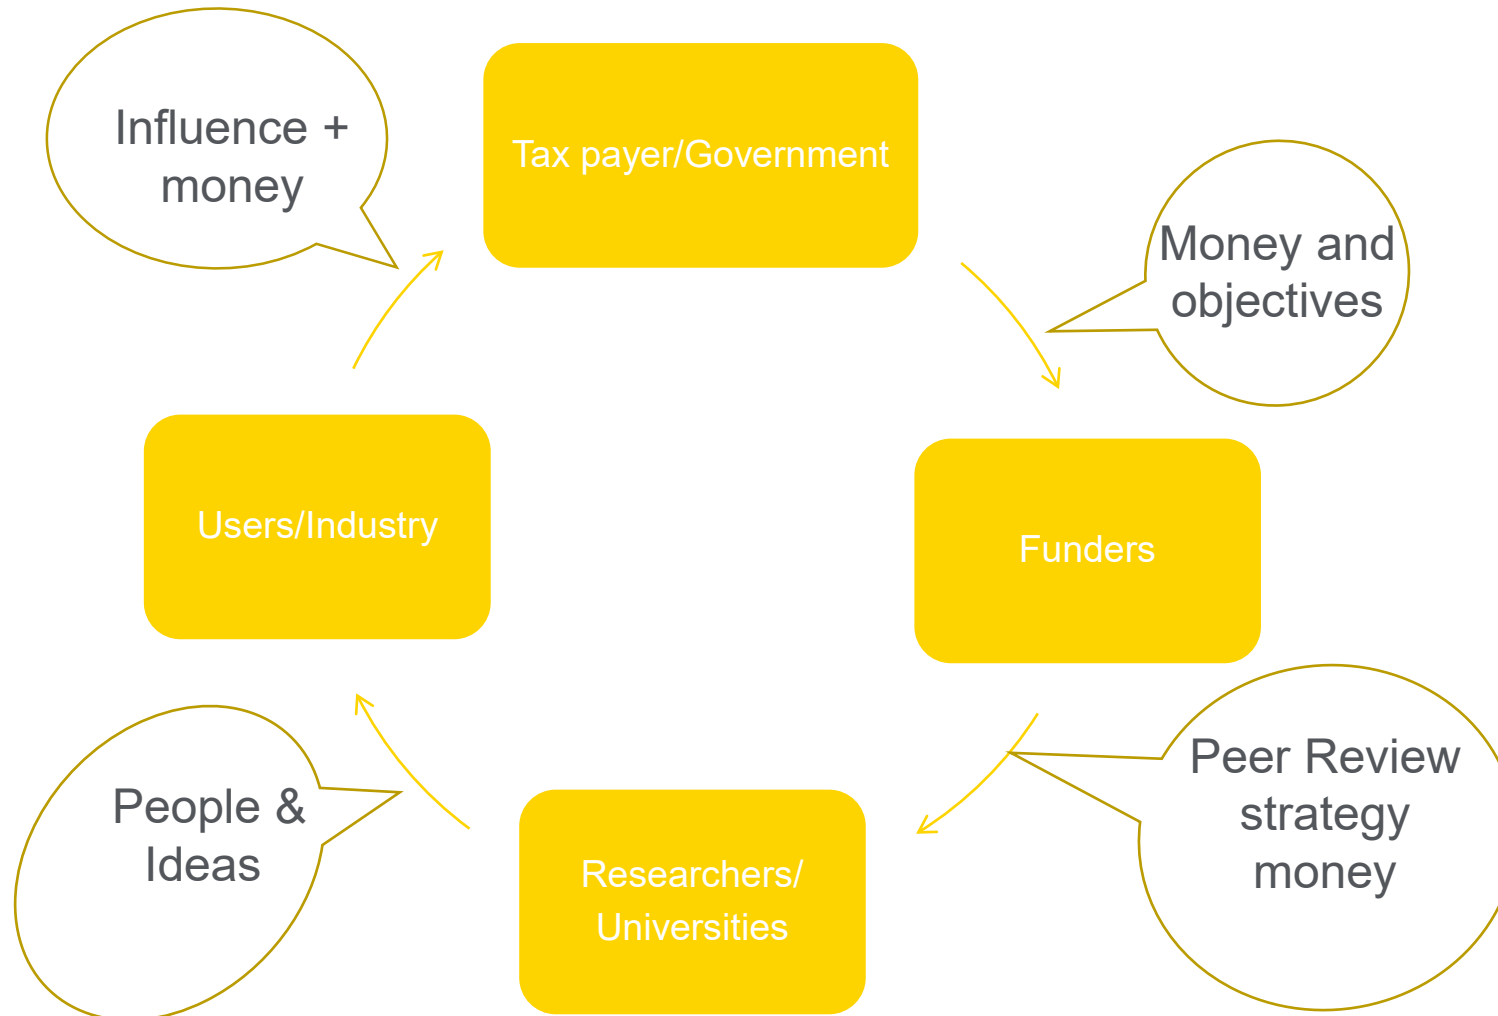 Influence +
money
Tax payer/Government
Money and
objectives
Users/Industry
Funders
People &
Ideas
Peer Review
strategy
money
Researchers/
Universities